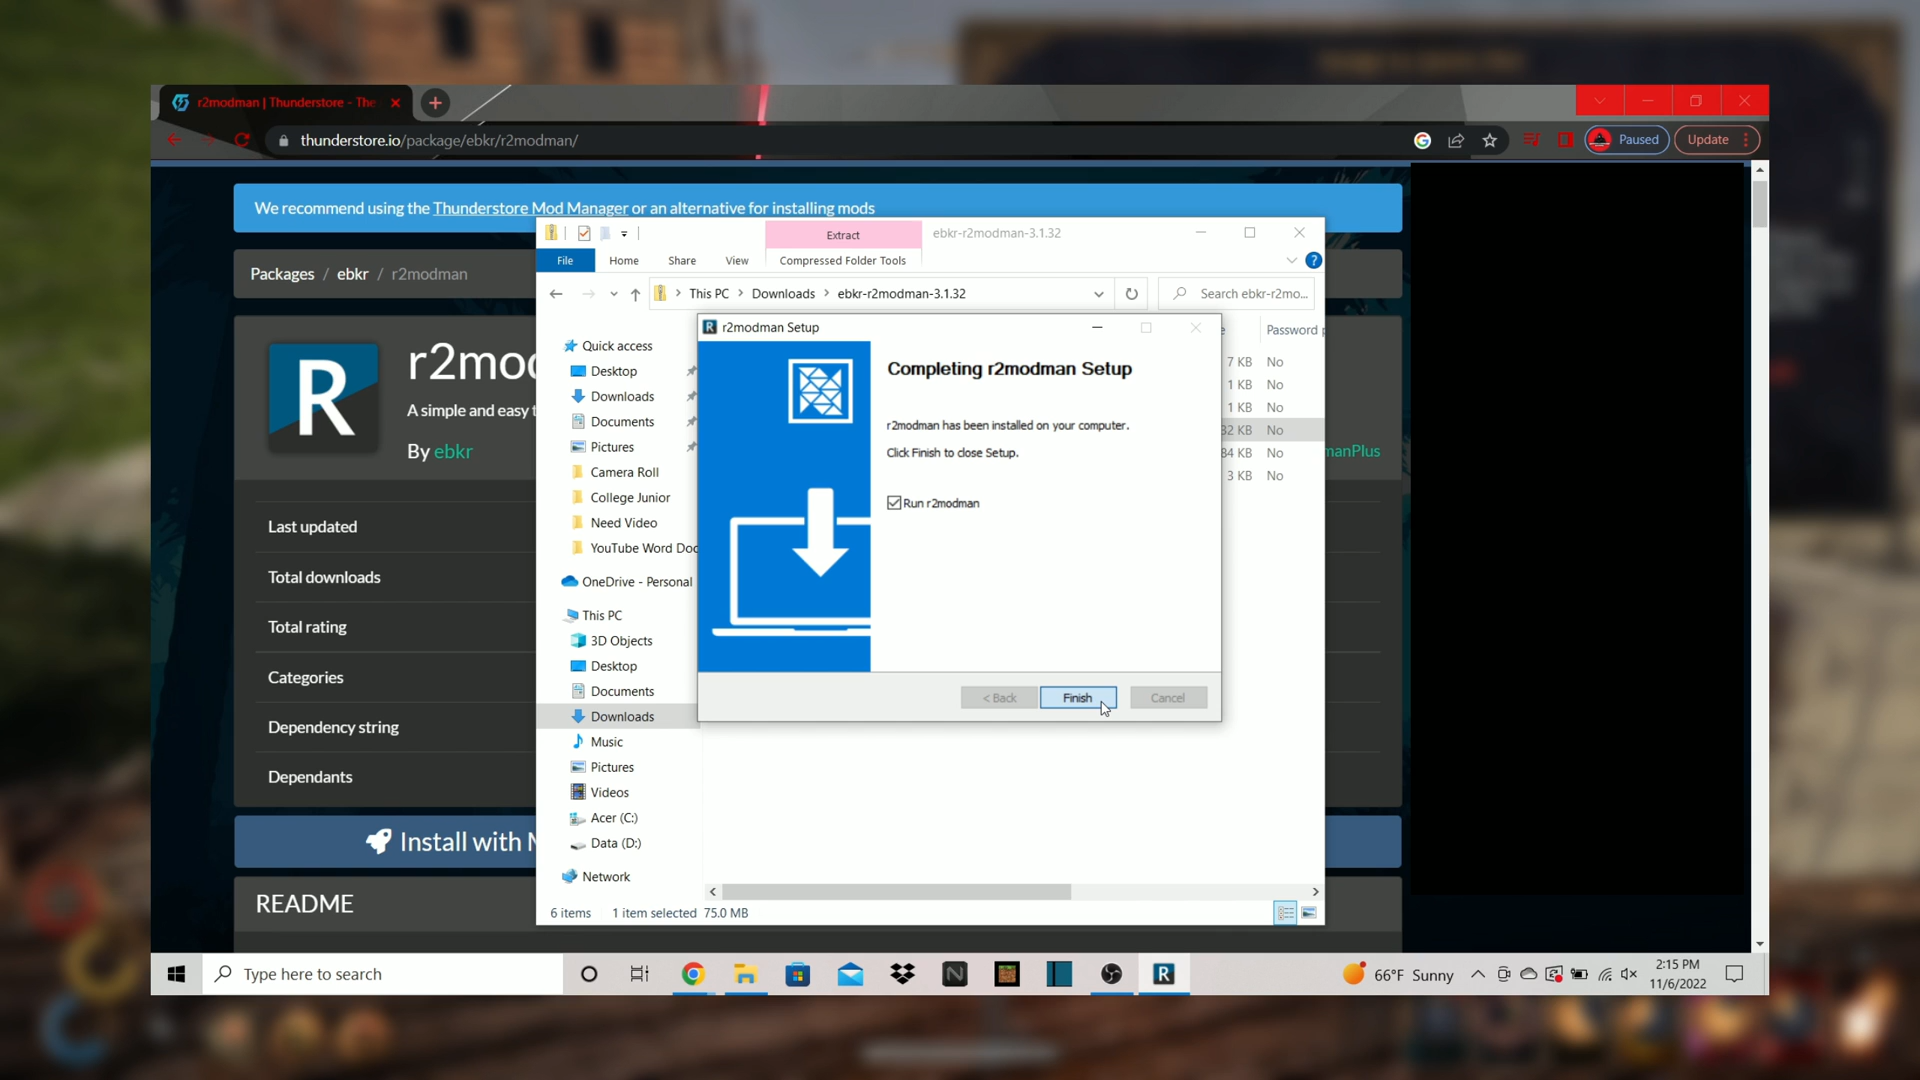 r2modman | Thunderstore - The
thunderstore.io/package/ebkr/r2modman/
Paused
Update
We recommend using the Thunderstore Mod Manager or an alternative for installing mods
Packages / ebkr / r2modman
R
r2mod
A simple and easy t
By ebkr
manPlus
Last updated
Total downloads
Total rating
Categories
Dependency string
Dependants
Install with M
README
Extract
ebkr-r2modman-3.1.32
File
Home
Share
View
Compressed Folder Tools
This PC > Downloads > ebkr-r2modman-3.1.32
Search ebkr-r2mo...
Quick access
Desktop
Downloads
Documents
Pictures
Camera Roll
College Junior
Need Video
YouTube Word Doc
OneDrive - Personal
This PC
3D Objects
Desktop
Documents
Downloads
Music
Pictures
Videos
Acer (C:)
Data (D:)
Network
e
Password p
7 KB No
1 KB No
1 KB No
32 KB No
84 KB No
3 KB No
6 items
1 item selected 75.0 MB
r2modman Setup
Completing r2modman Setup
r2modman has been installed on your computer.
Click Finish to close Setup.
Run r2modman
< Back
Finish
Cancel
Type here to search
66°F Sunny
2:15 PM
11/6/2022